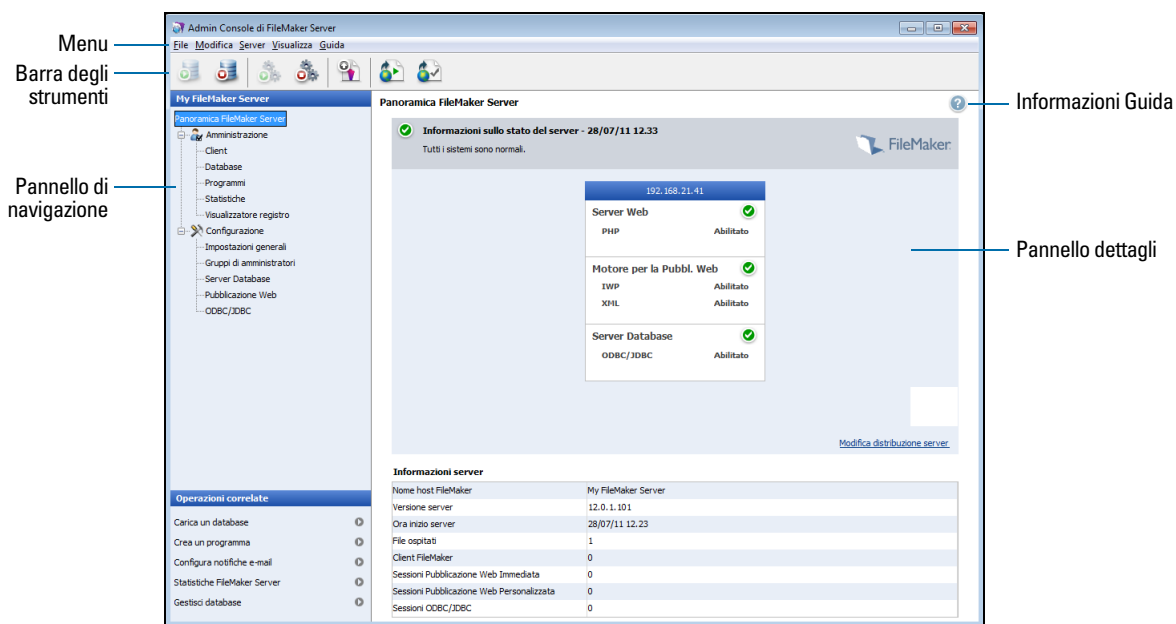 Admin Console di FileMaker Server
File Modifica Server Visualizza Guida
Menu
Barra degli
strumenti
Pannello di
navigazione
My FileMaker Server
Panoramica FileMaker Server
Amministrazione
Client
Database
Programmi
Statistiche
Visualizzatore registro
Configurazione
Impostazioni generali
Gruppi di amministratori
Server Database
Pubblicazione Web
ODBC/JDBC
Operazioni correlate
Carica un database
Crea un programma
Configura notifiche e-mail
Statistiche FileMaker Server
Gestisci database
Panoramica FileMaker Server
Informazioni sullo stato del server - 28/07/11 12.33
Tutti i sistemi sono normali.
FileMaker
192.168.21.41
Server Web
PHP Abilitato
Motore per la Pubbl. Web
IWP Abilitato
XML Abilitato
Server Database
ODBC/JDBC Abilitato
Modifica distribuzione server
Informazioni server
Nome host FileMaker My FileMaker Server
Versione server 12.0.1.101
Ora inizio server 28/07/11 12.23
File ospitati 1
Client FileMaker 0
Sessioni Pubblicazione Web Immediata 0
Sessioni Pubblicazione Web Personalizzata 0
Sessioni ODBC/JDBC 0
Informazioni Guida
Pannello dettagli